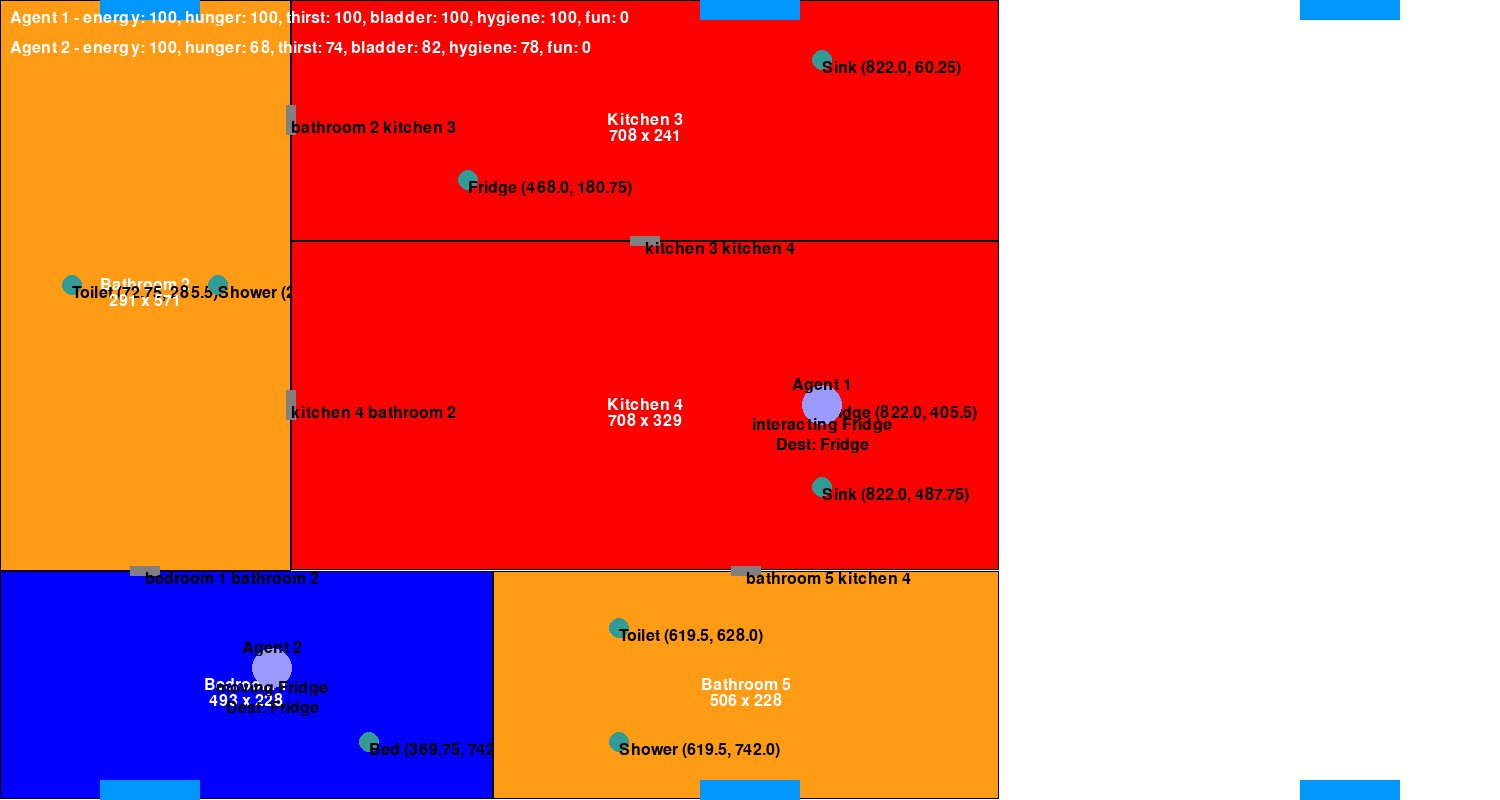 Agent 1 - energy: 100, hunger: 100, thirst: 100, bladder: 100, hygiene: 100, fun: 0
Agent 2 - energy: 100, hunger: 68, thirst: 74, bladder: 82, hygiene: 78, fun: 0
Sink (822.0, 60.25)
Kitchen 3
708 x 241
bathroom 2 kitchen 3
Fridge (468.0, 180.75)
kitchen 3 kitchen 4
Bathroom 2
291 x 571
Toilet (72.75, 285.5)
Shower (2
Agent 1
Kitchen 4
708 x 329
kitchen 4 bathroom 2
dge (822.0, 405.5)
interacting Fridge
Dest: Fridge
Sink (822.0, 487.75)
bedroom 1 bathroom 2
bathroom 5 kitchen 4
Toilet (619.5, 628.0)
Agent 2
moving Fridge
493 x 228
Dest: Fridge
Bathroom 5
506 x 228
Bed (369.75, 742
Shower (619.5, 742.0)